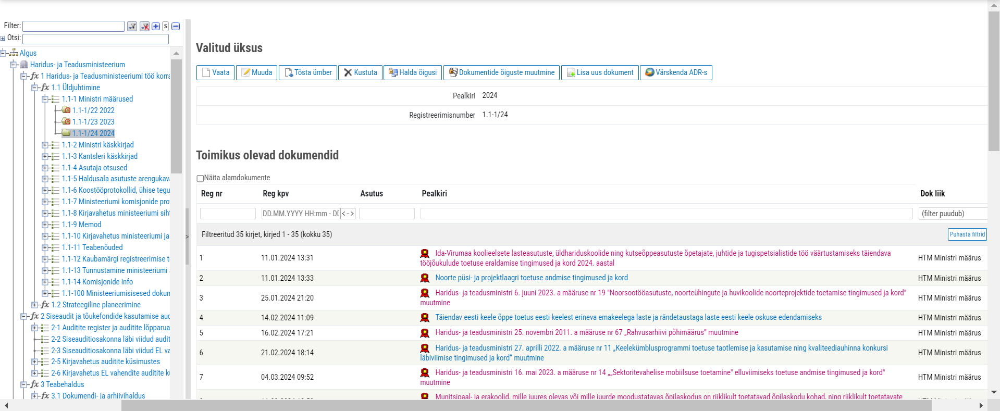 Filter:
S
Otsi:
Algus
Haridus- ja Teadusministeerium
1 Haridus- ja Teadusministeeriumi töö korra
1.1 Üldjuhtimine
1.1-1 Ministri määrused
1.1-1/22 2022
1.1-1/23 2023
1.1-1/24 2024
1.1-2 Ministri käskkirjad
1.1-3 Kantsleri käskkirjad
1.1-4 Asutaja otsused
1.1-5 Haldusala asutuste arengukava
1.1-6 Koostööprotokollid, ühise tegu
1.1-7 Ministeeriumi komisjonide pro
1.1-8 Kirjavahetus ministeeriumi siht
1.1-9 Memod
1.1-10 Kirjavahetus ministeeriumi ja
1.1-11 Teabenõuded
1.1-12 Kaubamärgi registreerimise t
1.1-13 Tunnustamine ministeeriumi
1.1-14 Komisjonide info
1.1-100 Ministeeriumisisesed dokun
1.2 Strateegiline planeerimine
2 Siseaudit ja tõukefondide kasutamise auc
2-1 Auditite register ja auditite lõpparua
2-2 Siseauditiosakonna läbi viidud audit
2-3 Siseauditiosakonna läbi viidud EL va
2-5 Kirjavahetus auditite küsimustes
2-6 Kirjavahetus EL vahendite auditite kü
3 Teabehaldus
3.1 Dokumendi- ja arhiivihaldus
Valitud üksus
Vaata Muuda Tõsta ümber Kustuta Halda õigusi Dokumentide õiguste muutmine Lisa uus dokument Värskenda ADR-s
Pealkiri 2024
Registreerimisnumber 1.1-1/24
Toimikus olevad dokumendid
Näita alamdokumente
Reg nr Reg kpv Asutus Pealkiri Dok liik
DD.MM.YYYY HH:mm - DD <-> (filter puudub)
Filtreeritud 35 kirjet, kirjed 1 - 35 (kokku 35) Puhasta filtrid
1 11.01.2024 13:31 Ida-Virumaa koolieelsete lasteasutuste, üldhariduskoolide ning kutseõppeasutuste õpetajate, juhtide ja tugispetsialistide töö väärtustamiseks täiendava
tööjõukulude toetuse eraldamise tingimused ja kord 2024. aastal HTM Ministri määrus
2 11.01.2024 13:33 Noorte püsi- ja projektlaagri toetuse andmise tingimused ja kord HTM Ministri määrus
3 25.01.2024 21:20 Haridus- ja teadusministri 6. juuni 2023. a määruse nr 19 "Noorsootööasutuste, noorteühingute ja huvikoolide noorteprojektide toetamise tingimused ja kord"
muutmine HTM Ministri määrus
4 14.02.2024 11:09 Täiendav eesti keele õppe toetus eesti keelest erineva emakeelega laste ja rändetaustaga laste eesti keele oskuse edendamiseks HTM Ministri määrus
5 16.02.2024 17:21 Haridus- ja teadusministri 25. novembri 2011. a määruse nr 67 „Rahvusarhiivi põhimäärus” muutmine HTM Ministri määrus
6 21.02.2024 18:14 Haridus- ja teadusministri 27. aprilli 2022. a määruse nr 11 „Keelekümblusprogrammi toetuse taotlemise ja kasutamise ning kvaliteediauhinna konkursi
läbiviimise tingimused ja kord“ muutmine HTM Ministri määrus
7 04.03.2024 09:52 Haridus- ja teadusministri 16. mai 2023. a määruse nr 14 „„Sektoritevahelise mobiilsuse toetamine" elluviimiseks toetuse andmise tingimused ja kord"
muutmine HTM Ministri määrus
Munitsipaal- ja erakoolid, mille juures olevas või mille juurde moodustatavas õpilaskodus on riiklikult toetatavad õpilaskodu kohad, ning riiklikult toetatavate